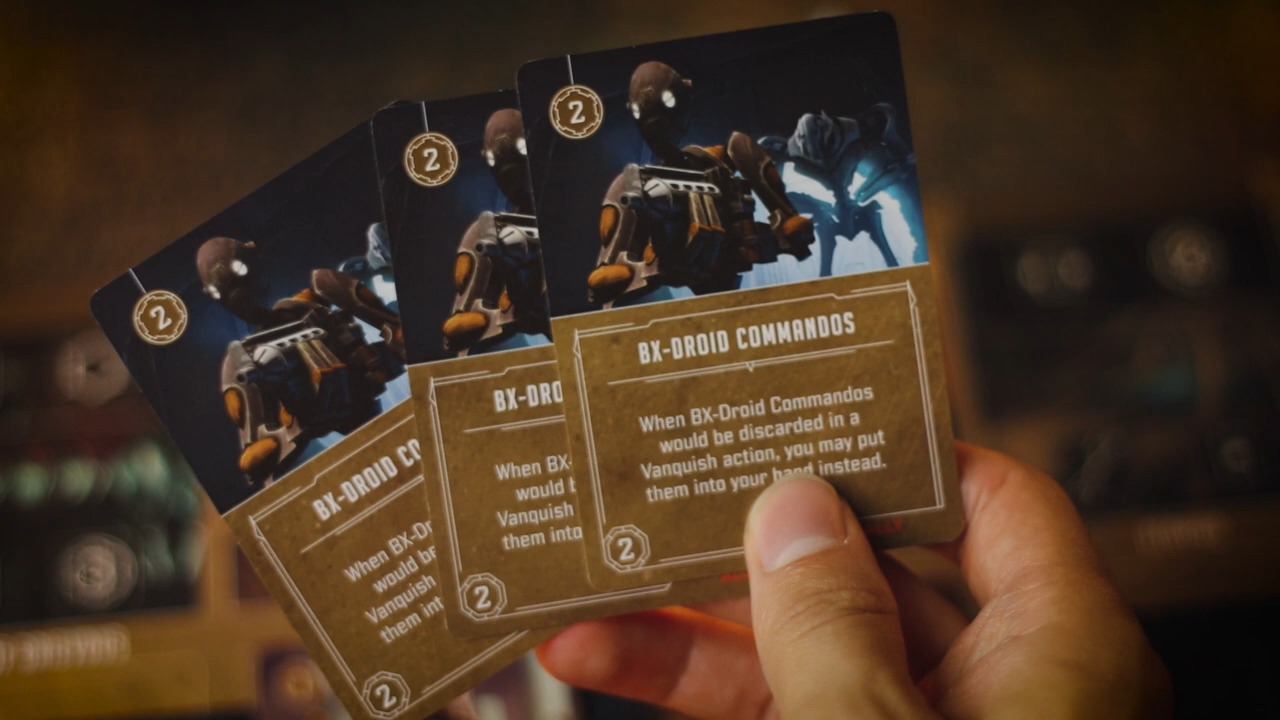 2
BX-DROID CO
When BX-Dr
would be
Vanquish
them int
2
2
BX-DRO
When BX-
would b
Vanquish
them into
2
2
BX-DROID COMMANDOS
When BX-Droid Commandos
would be discarded in a
Vanquish action, you may put
them into your hand instead.
2